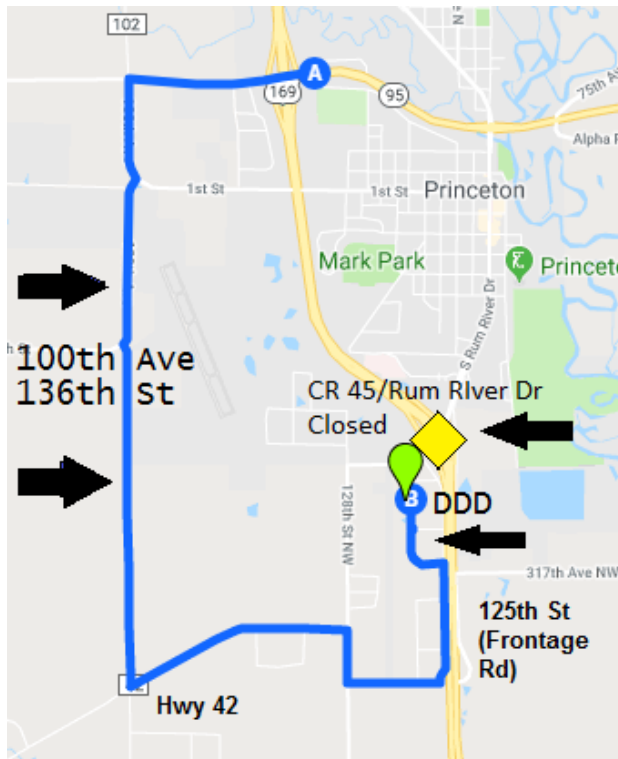 102
A
169
95
75th A
Alpha
1st St
1st St
Princeton
Mark Park
Princeto
S Rum River Dr
100th Ave
136th St
CR 45/Rum RIver Dr
Closed
B
DDD
128th St NW
317th Ave NW
125th St
(Frontage
Rd)
Hwy 42